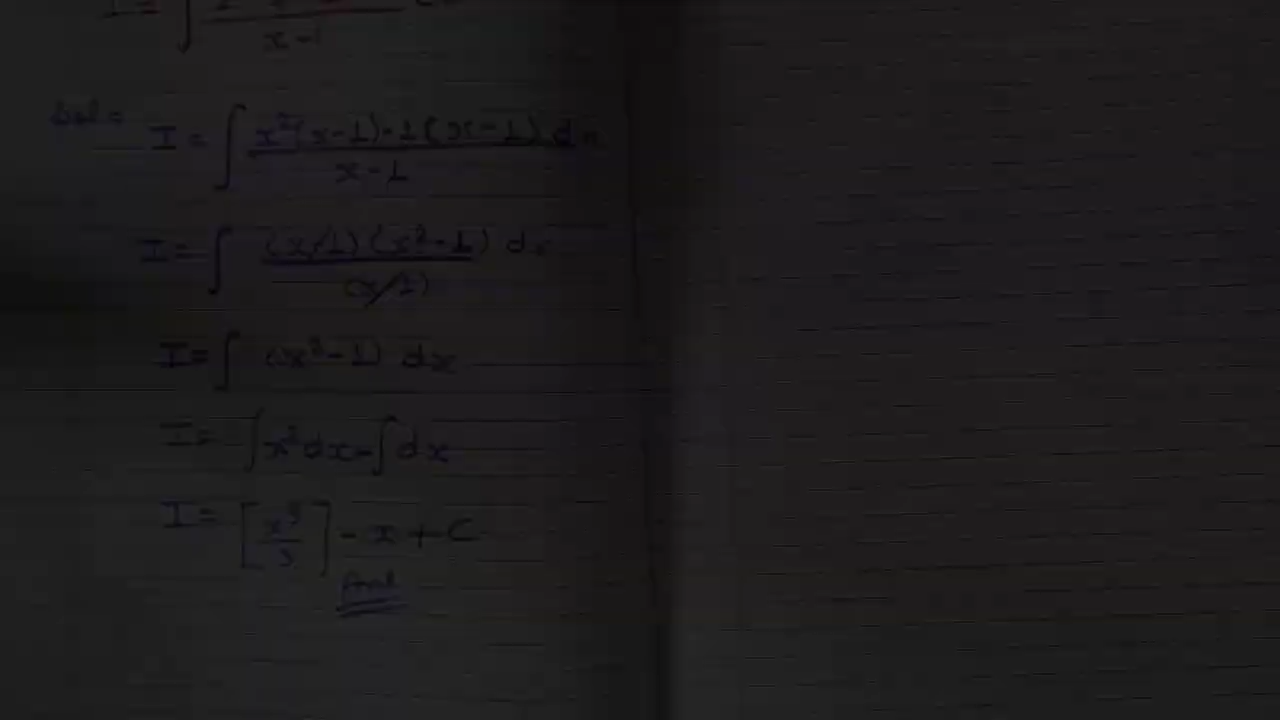 x-1
Sol = I = ∫ x²(x-1)-1(x-1) dx / x-1
I = ∫ (x-1)(x²-1) dx / (x-1)
I = ∫ (x²-1) dx
I = ∫x²dx-∫dx
I = [x³/3] - x + C
Ans